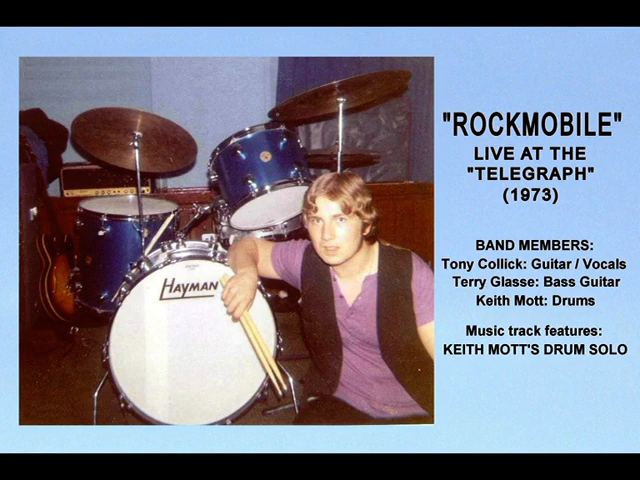 "ROCKMOBILE"
LIVE AT THE
"TELEGRAPH"
(1973)
BAND MEMBERS:
Tony Collick: Guitar / Vocals
Terry Glasse: Bass Guitar
Keith Mott: Drums
Music track features:
KEITH MOTT'S DRUM SOLO
HAYMAN